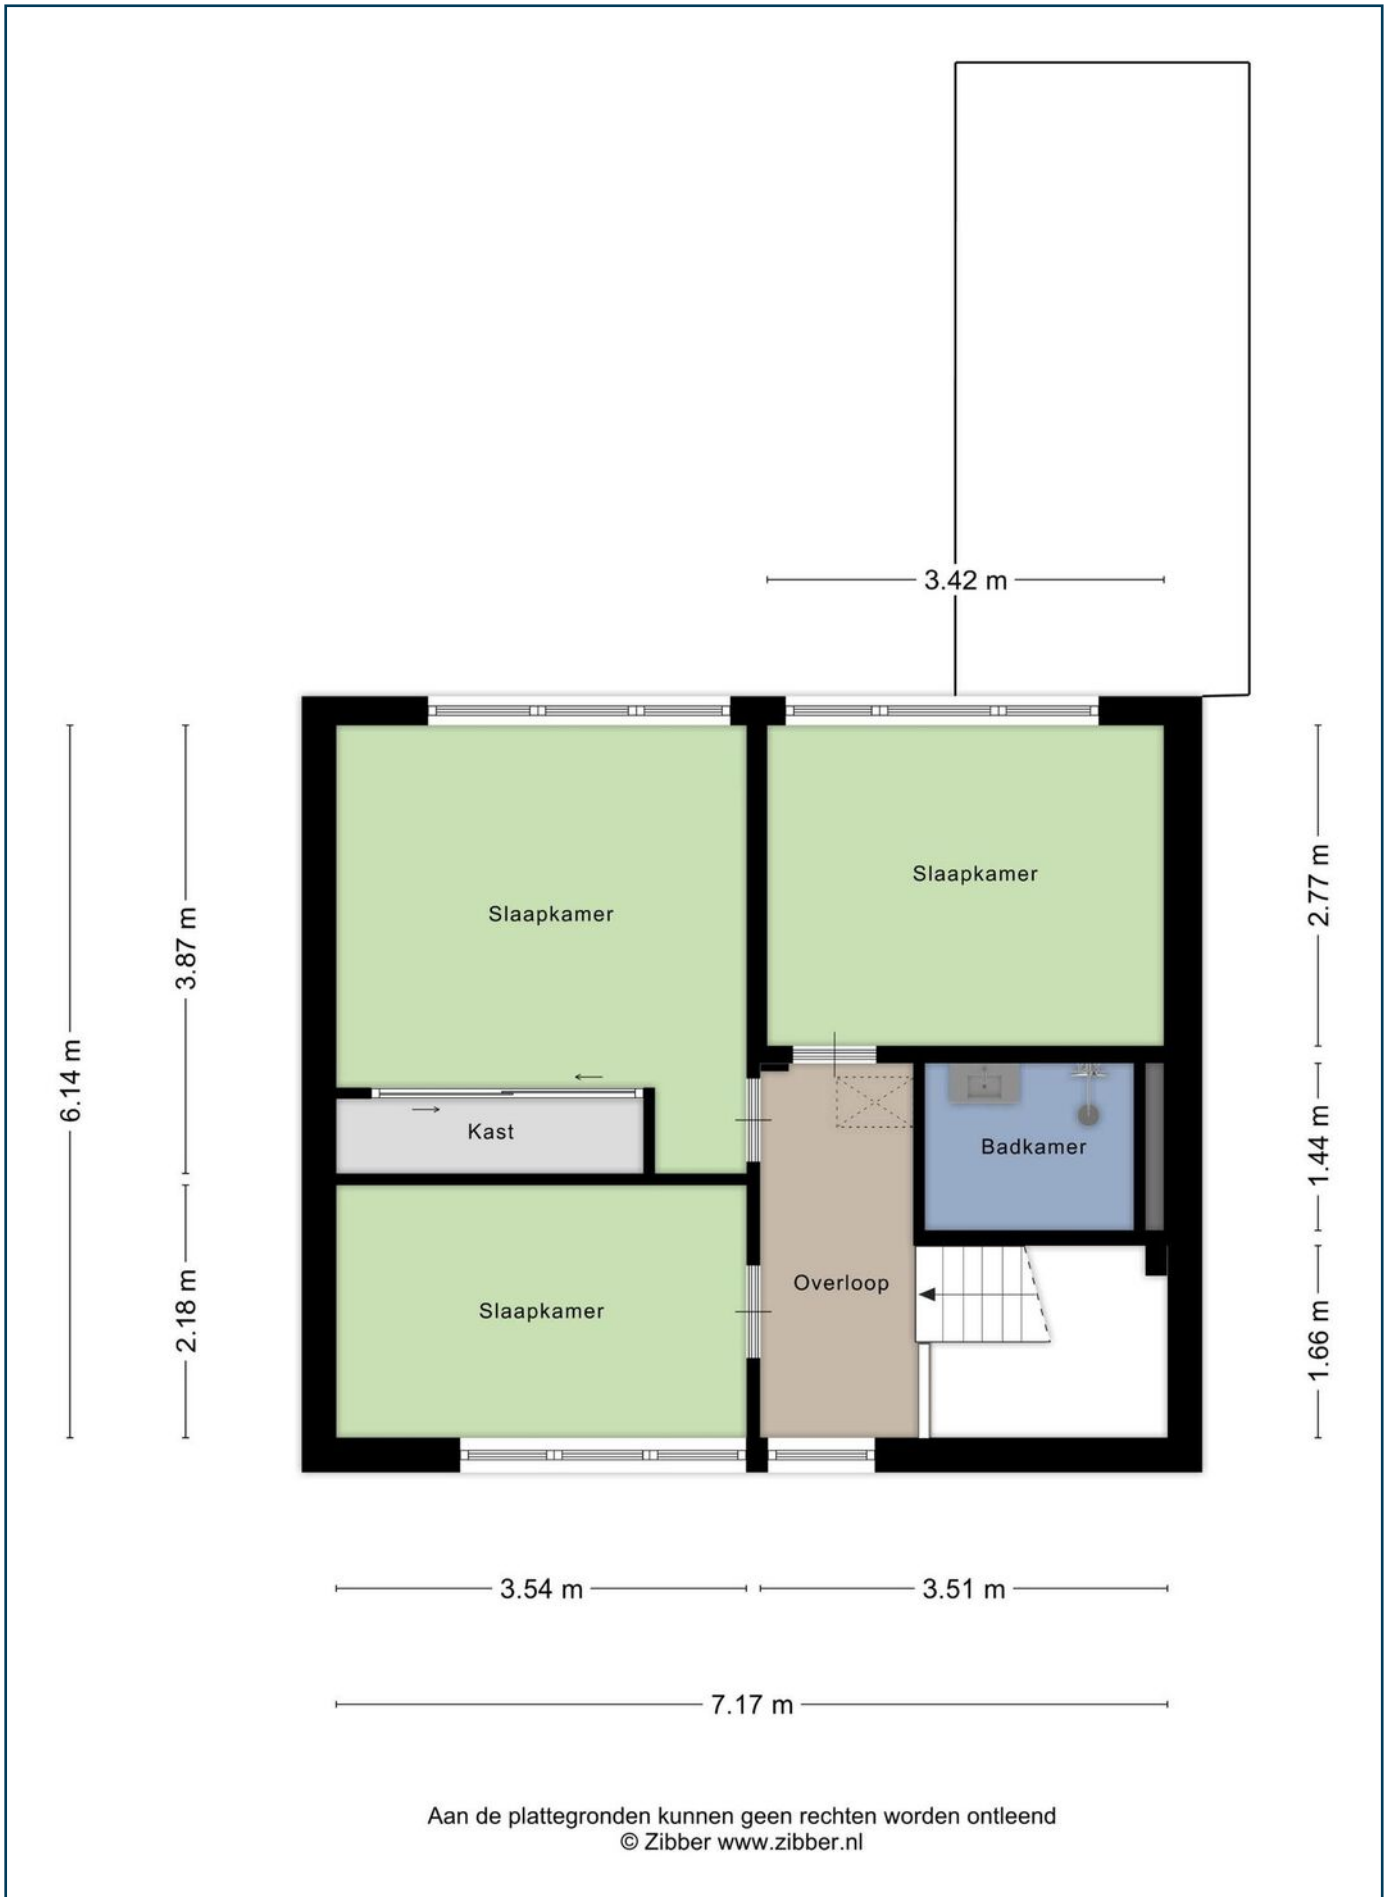 3.42 m
Slaapkamer
Slaapkamer
2.77 m
3.87 m
6.14 m
Kast
Badkamer
1.44 m
Overloop
Slaapkamer
2.18 m
1.66 m
3.54 m
3.51 m
7.17 m
Aan de plattegronden kunnen geen rechten worden ontleend
© Zibber www.zibber.nl